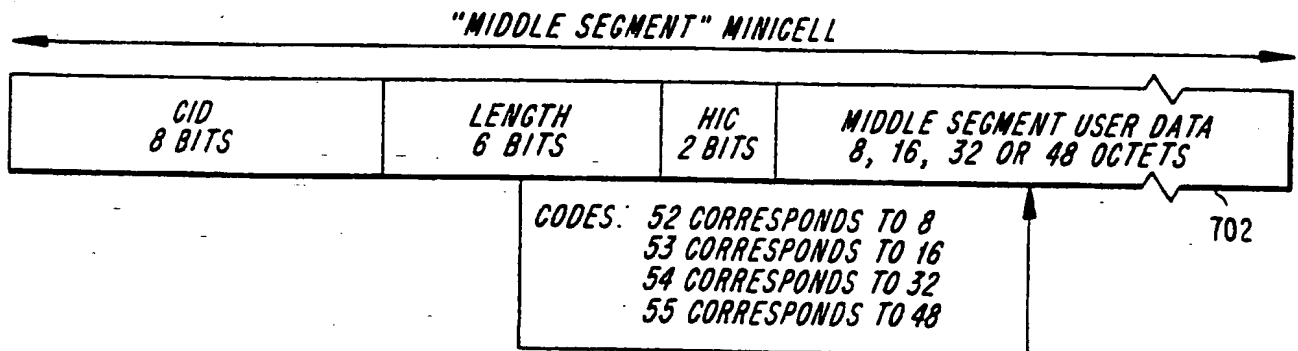 "MIDDLE SEGMENT" MINICELL
CID
8 BITS
LENGTH
6 BITS
HIC
2 BITS
MIDDLE SEGMENT USER DATA
8, 16, 32 OR 48 OCTETS
CODES: 52 CORRESPONDS TO 8
53 CORRESPONDS TO 16
54 CORRESPONDS TO 32
55 CORRESPONDS TO 48
702